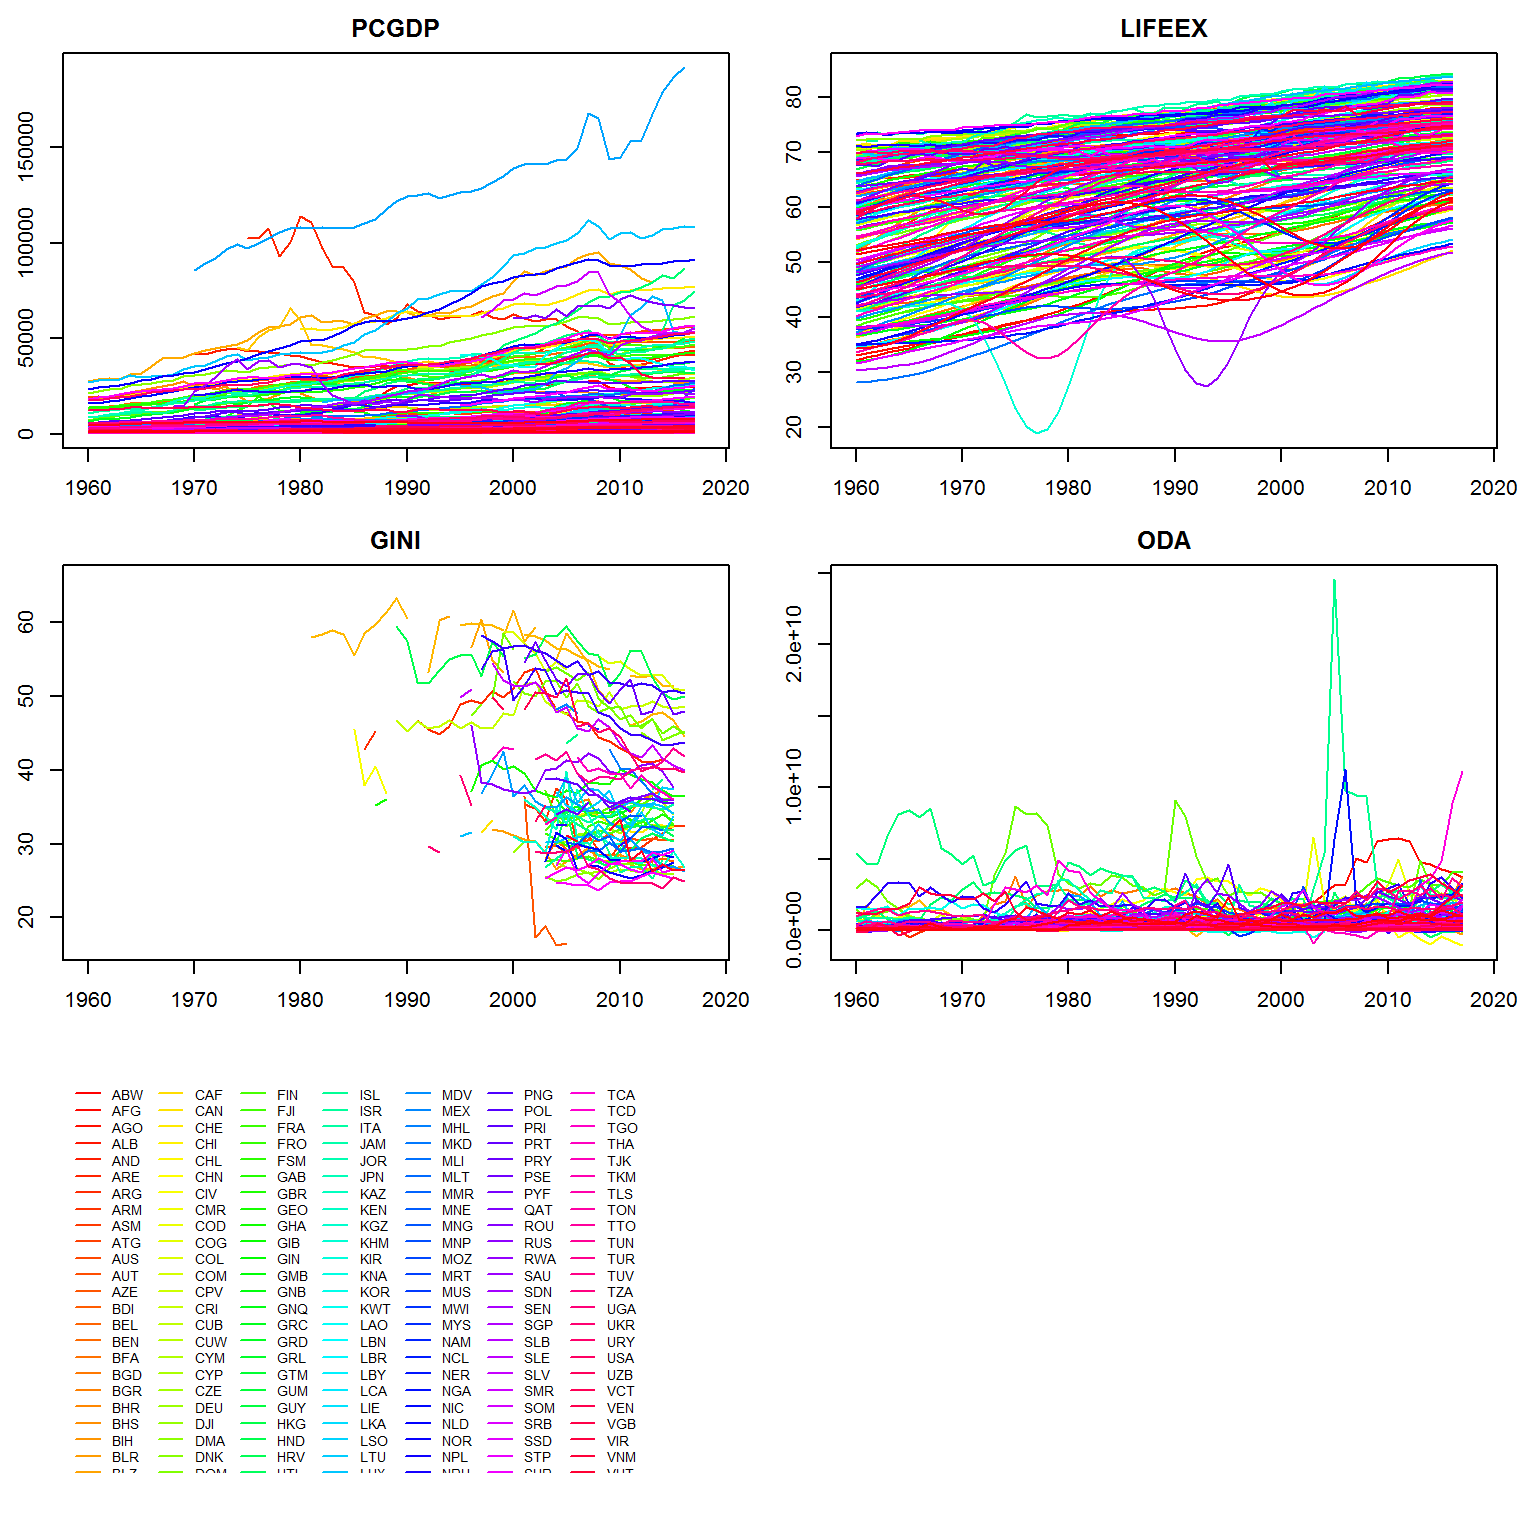 PCGDP
0 50000 100000 150000
1960 1970 1980 1990 2000 2010 2020
LIFEEX
20 30 40 50 60 70 80
1960 1970 1980 1990 2000 2010 2020
GINI
20 30 40 50 60
1960 1970 1980 1990 2000 2010 2020
ODA
0.0e+00 1.0e+10 2.0e+10
1960 1970 1980 1990 2000 2010 2020
ABW CAF FIN ISL MDV PNG TCA
AFG CAN FJI ISR MEX POL TCD
AGO CHE FRA ITA MHL PRI TGO
ALB CHI FRO JAM MKD PRT THA
AND CHL FSM JOR MLI PRY TJK
ARE CHN GAB JPN MLT PSE TKM
ARG CIV GBR KAZ MMR PYF TLS
ARM CMR GEO KEN MNE QAT TON
ASM COD GHA KGZ MNG ROU TTO
ATG COG GIB KHM MNP RUS TUN
AUS COL GIN KIR MOZ RWA TUR
AUT COM GMB KNA MRT SAU TUV
AZE CPV GNB KOR MUS SDN TZA
BDI CRI GNQ KWT MWI SEN UGA
BEL CUB GRC LAO MYS SGP UKR
BEN CUW GRD LBN NAM SLB URY
BFA CYM GRL LBR NCL SLE USA
BGD CYP GTM LBY NER SLV UZB
BGR CZE GUM LCA NGA SMR VCT
BHR DEU GUY LIE NIC SOM VEN
BHS DJI HKG LKA NLD SRB VGB
BIH DMA HND LSO NOR SSD VIR
BLR DNK HRV LTU NPL STP VNM